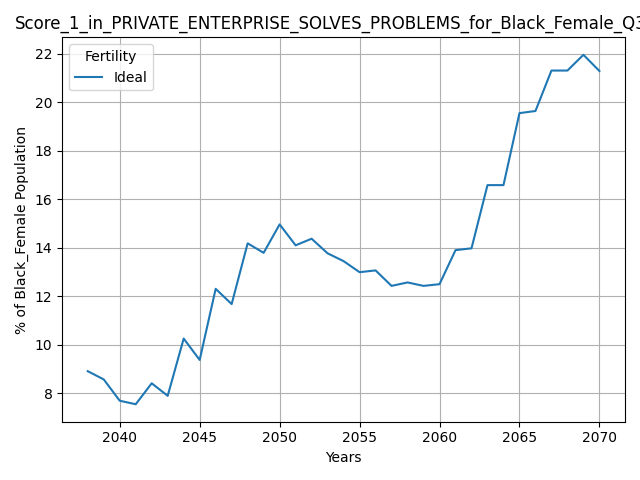 Score_1_in_PRIVATE_ENTERPRISE_SOLVES_PROBLEMS_for_Black_Female_Q3
Fertility
Ideal
% of Black_Female Population
22
20
18
16
14
12
10
8
2040 2045 2050 2055 2060 2065 2070
Years